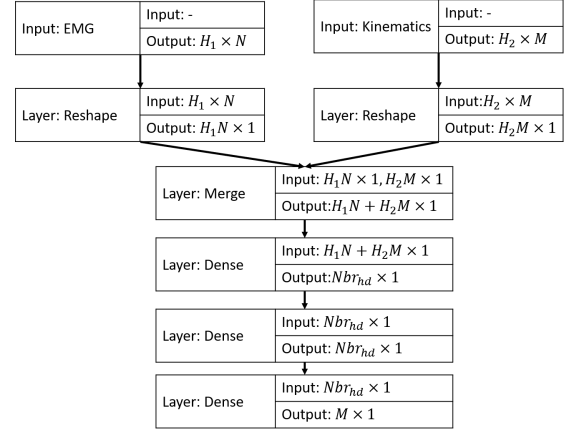 Input: EMG
Input: -
Output: H₁ × N
Input: Kinematics
Input: -
Output: H₂ × M
Layer: Reshape
Input: H₁ × N
Output: H₁N × 1
Layer: Reshape
Input:H₂ × M
Output: H₂M × 1
Layer: Merge
Input: H₁N × 1, H₂M × 1
Output:H₁N + H₂M × 1
Layer: Dense
Input: H₁N + H₂M × 1
Output:Nbr_hd × 1
Layer: Dense
Input: Nbr_hd × 1
Output: Nbr_hd × 1
Layer: Dense
Input: Nbr_hd × 1
Output: M × 1